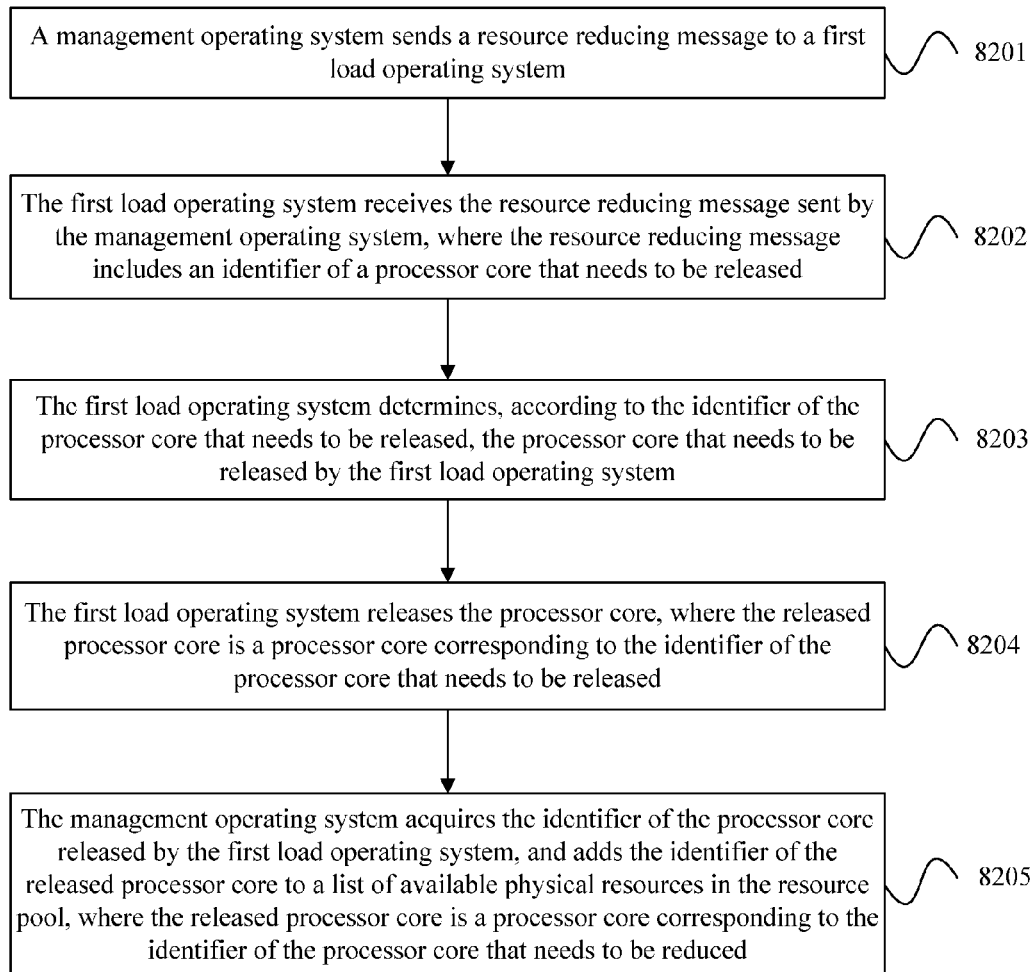 A management operating system sends a resource reducing message to a first
load operating system
8201
The first load operating system receives the resource reducing message sent by
the management operating system, where the resource reducing message
includes an identifier of a processor core that needs to be released
8202
The first load operating system determines, according to the identifier of the
processor core that needs to be released, the processor core that needs to be
released by the first load operating system
8203
The first load operating system releases the processor core, where the released
processor core is a processor core corresponding to the identifier of the
processor core that needs to be released
8204
The management operating system acquires the identifier of the processor core
released by the first load operating system, and adds the identifier of the
released processor core to a list of available physical resources in the resource
pool, where the released processor core is a processor core corresponding to the
identifier of the processor core that needs to be reduced
8205